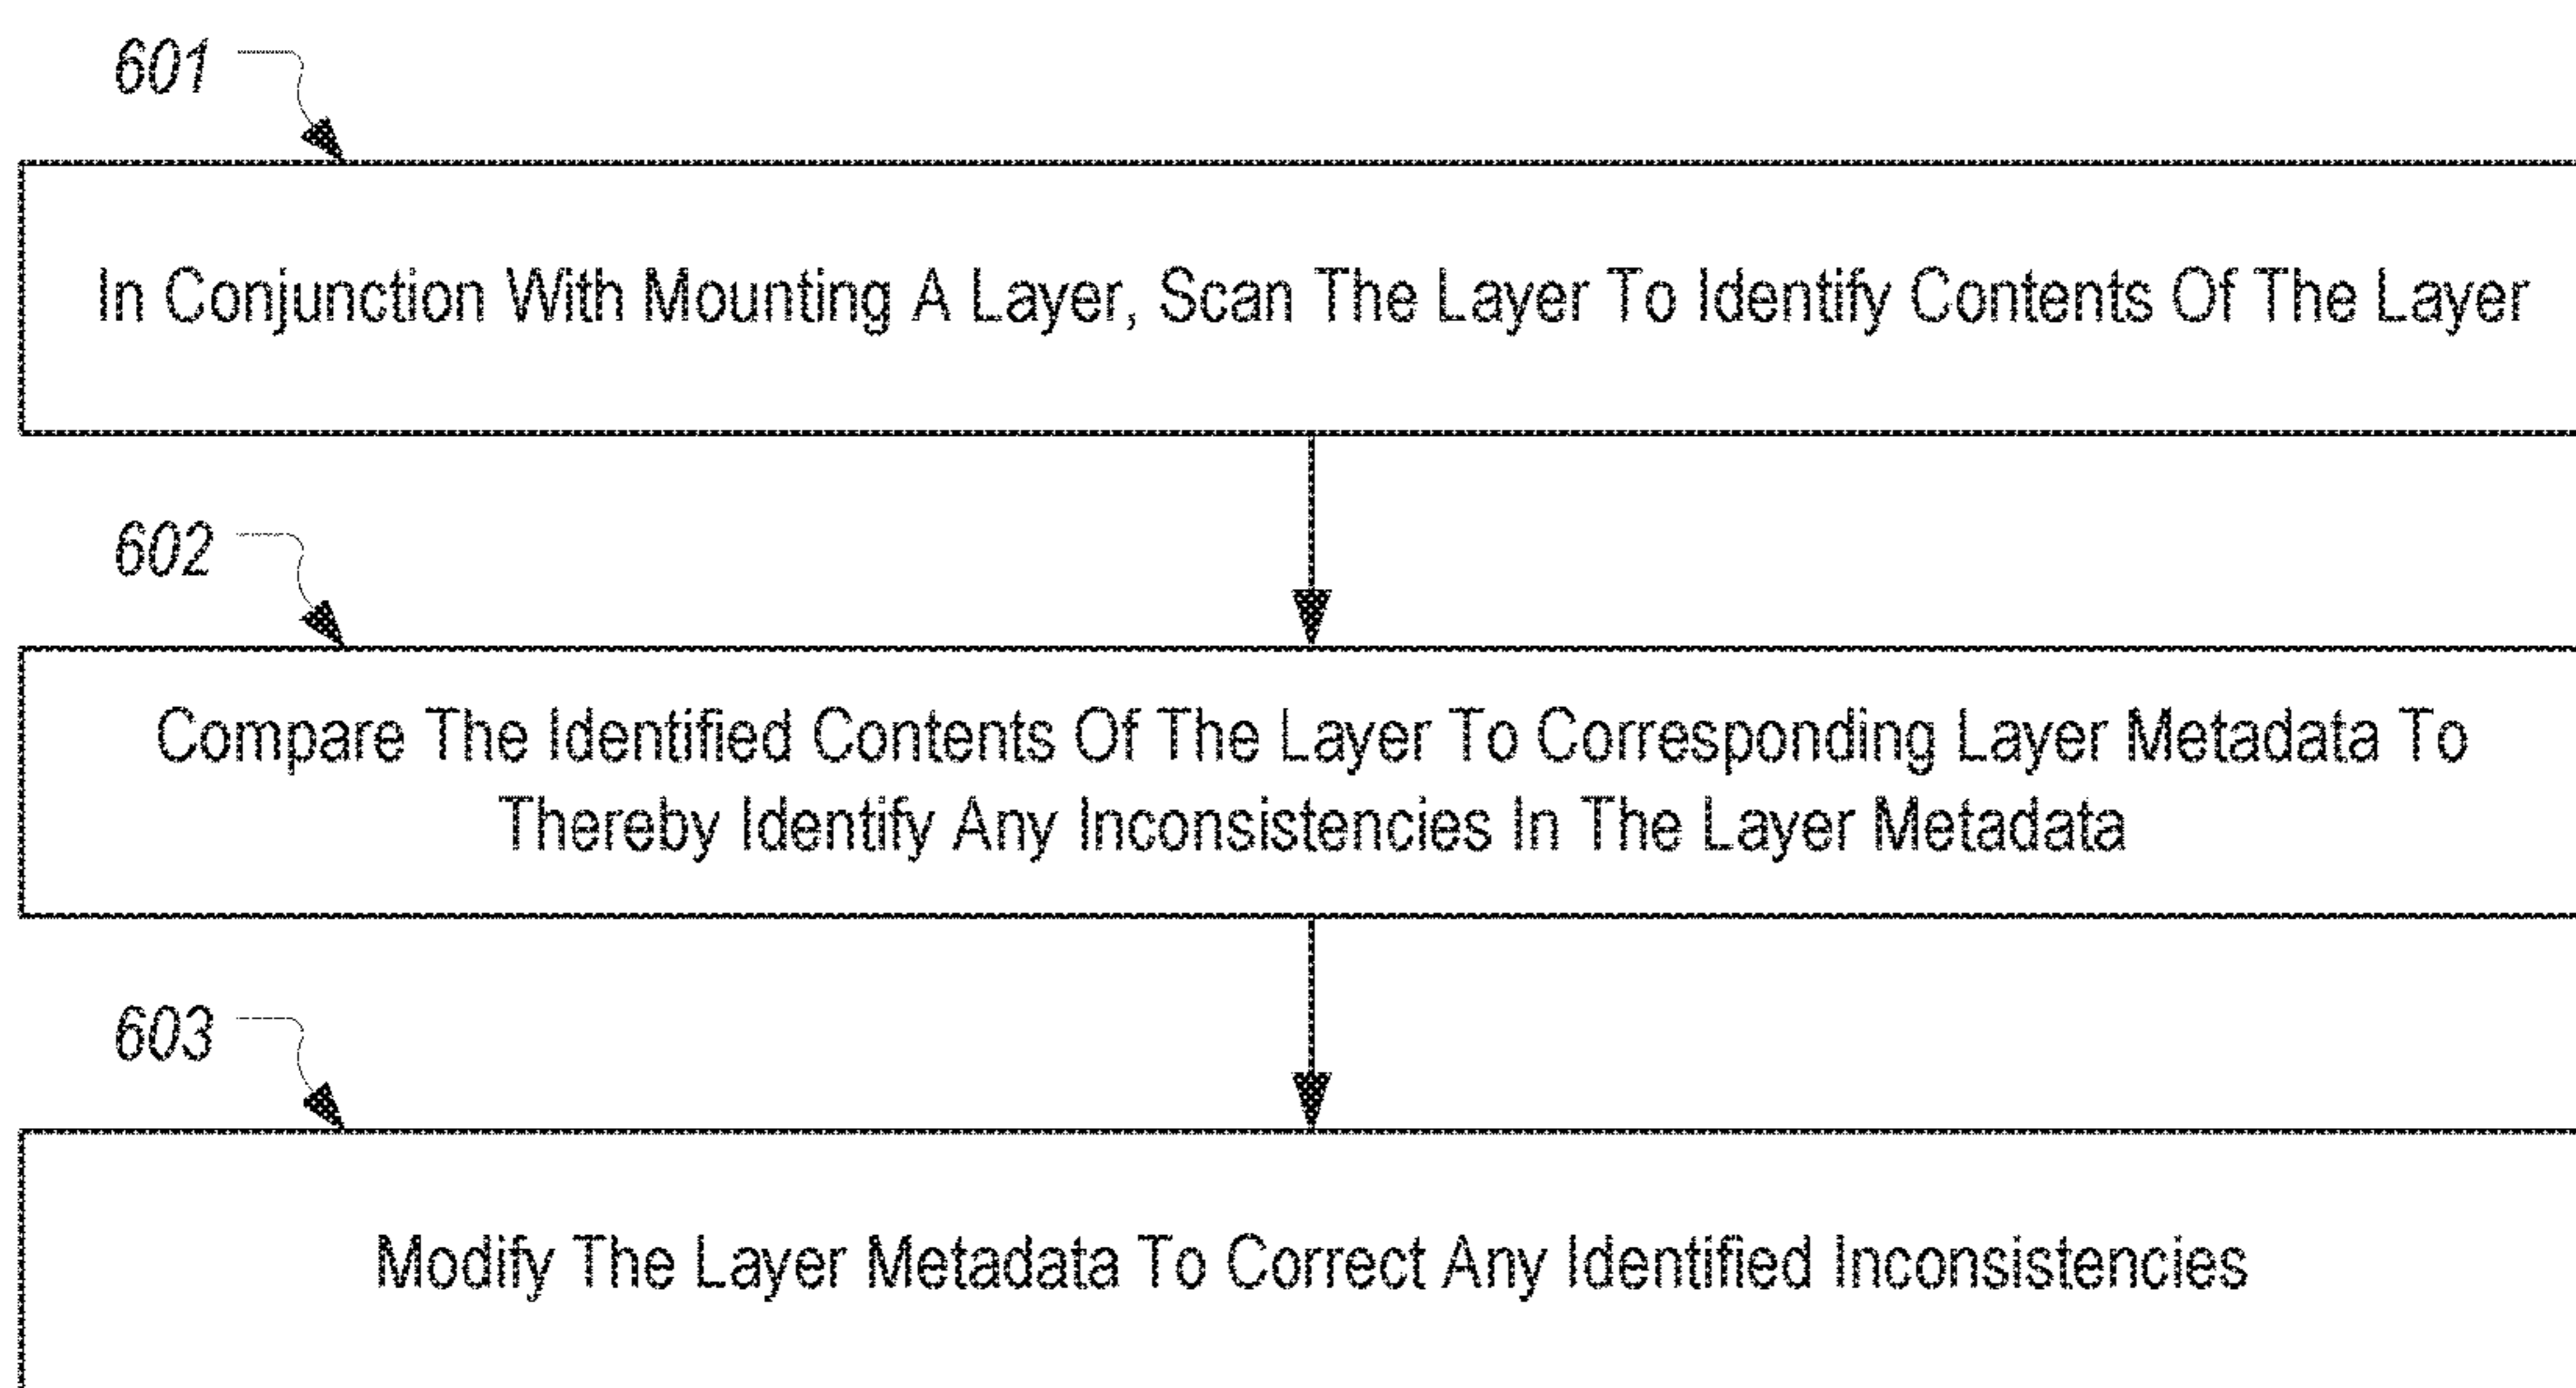 601
In Conjunction With Mounting A Layer, Scan The Layer To Identify Contents Of The Layer
602
Compare The Identified Contents Of The Layer To Corresponding Layer Metadata To
Thereby Identify Any Inconsistencies In The Layer Metadata
603
Modify The Layer Metadata To Correct Any Identified Inconsistencies